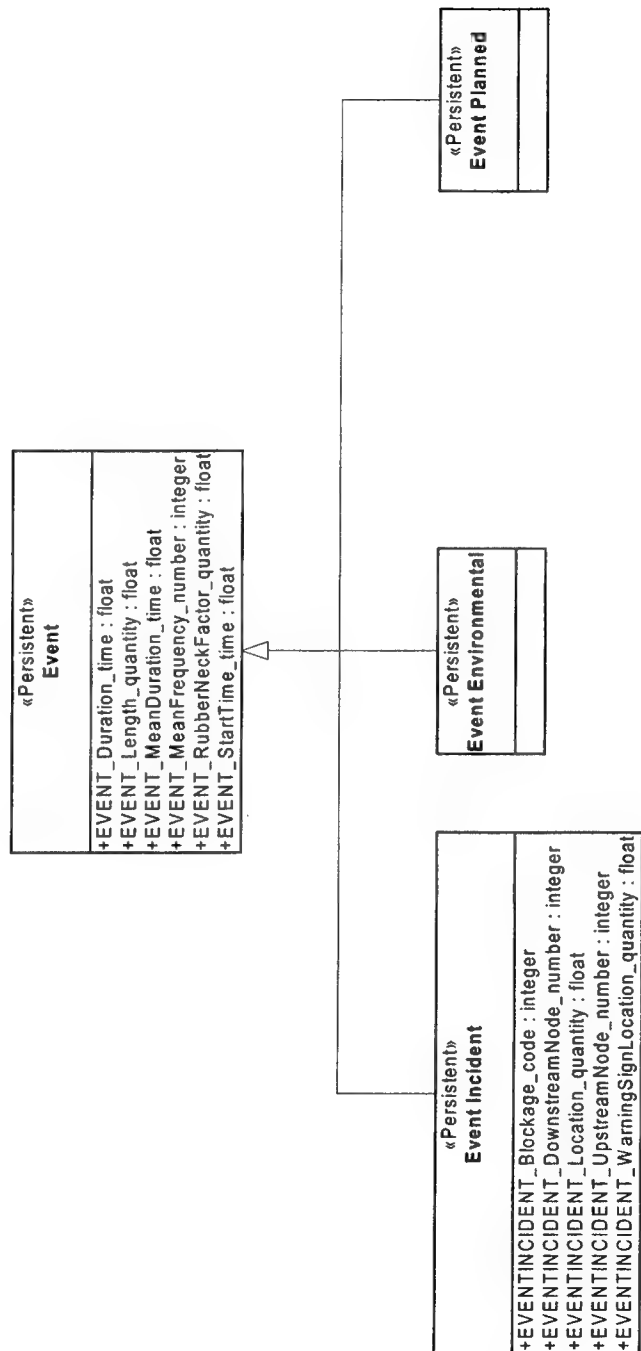 «Persistent»
Event
+EVENT_Duration_time : float
+EVENT_Length_quantity : float
+EVENT_MeanDuration_time : float
+EVENT_MeanFrequency_number : integer
+EVENT_RubberNeckFactor_quantity : float
+EVENT_StartTime_time : float
«Persistent»
Event Incident
+EVENTINCIDENT_Blockage_code : integer
+EVENTINCIDENT_DownstreamNode_number : integer
+EVENTINCIDENT_Location_quantity : float
+EVENTINCIDENT_UpstreamNode_number : integer
+EVENTINCIDENT_WarningSignLocation_quantity : float
«Persistent»
Event Environmental
«Persistent»
Event Planned